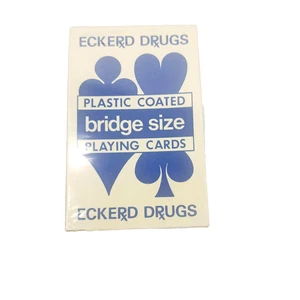 ECKERD DRUGS
PLASTIC COATED
bridge size
PLAYING CARDS
ECKERD DRUGS